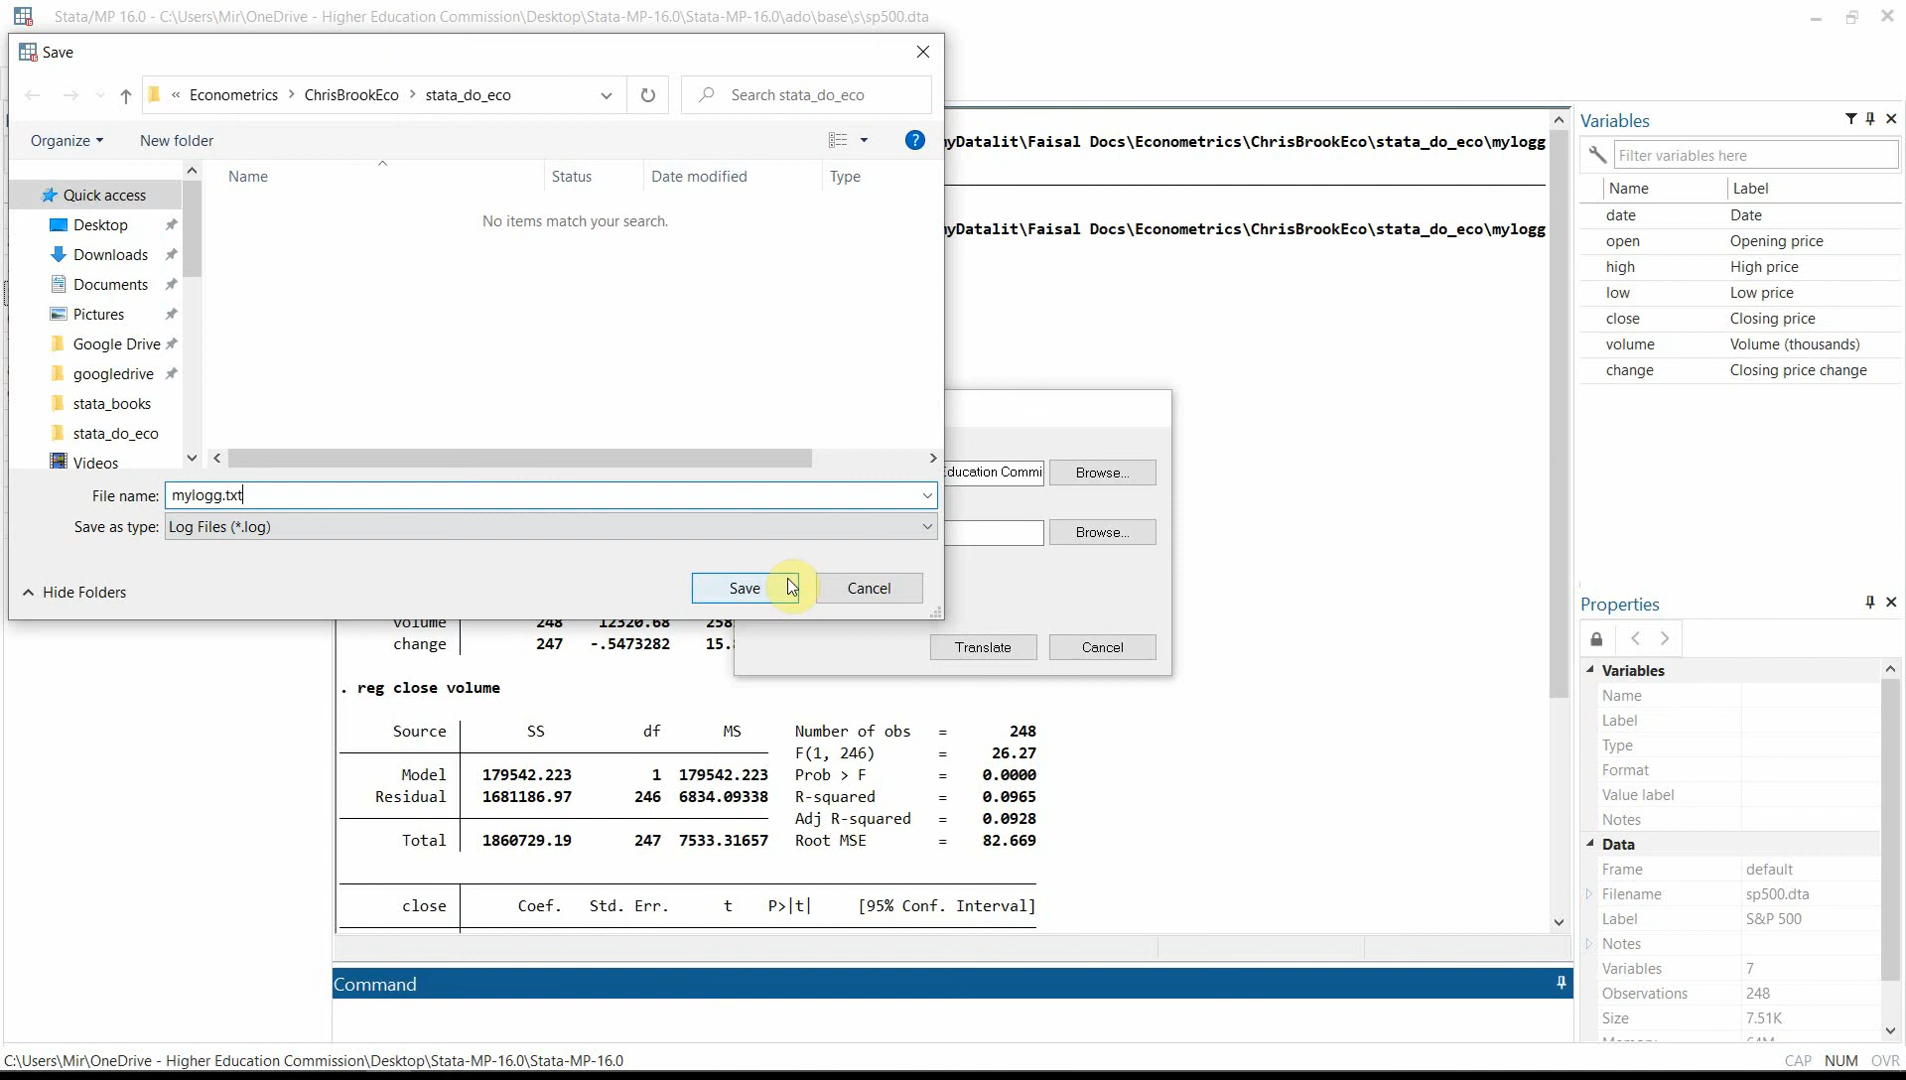 Stata/MP 16.0 - C:\Users\Mir\OneDrive - Higher Education Commission\Desktop\Stata-MP-16.0\Stata-MP-16.0\ado\base\s\sp500.dta
Save
« Econometrics > ChrisBrookEco > stata_do_eco
Search stata_do_eco
Organize
New folder
Name Status Date modified Type
No items match your search.
Quick access
Desktop
Downloads
Documents
Pictures
Google Drive
googledrive
stata_books
stata_do_eco
Videos
File name: mylogg.txt
Save as type: Log Files (*.log)
Hide Folders
Save
Cancel
yDatalit\Faisal Docs\Econometrics\ChrisBrookEco\stata_do_eco\mylogg
yDatalit\Faisal Docs\Econometrics\ChrisBrookEco\stata_do_eco\mylogg
Education Commi
Browse...
Browse...
Translate
Cancel
volume 248 12320.68 258
change 247 -.5473282 15.
. reg close volume
Source SS df MS Number of obs = 248
F(1, 246) = 26.27
Model 179542.223 1 179542.223 Prob > F = 0.0000
Residual 1681186.97 246 6834.09338 R-squared = 0.0965
Adj R-squared = 0.0928
Total 1860729.19 247 7533.31657 Root MSE = 82.669
close Coef. Std. Err. t P>|t| [95% Conf. Interval]
Command
Variables
Filter variables here
Name Label
date Date
open Opening price
high High price
low Low price
close Closing price
volume Volume (thousands)
change Closing price change
Properties
Variables
Name
Label
Type
Format
Value label
Notes
Data
Frame default
Filename sp500.dta
Label S&P 500
Notes
Variables 7
Observations 248
Size 7.51K
C:\Users\Mir\OneDrive - Higher Education Commission\Desktop\Stata-MP-16.0\Stata-MP-16.0
CAP NUM OVR